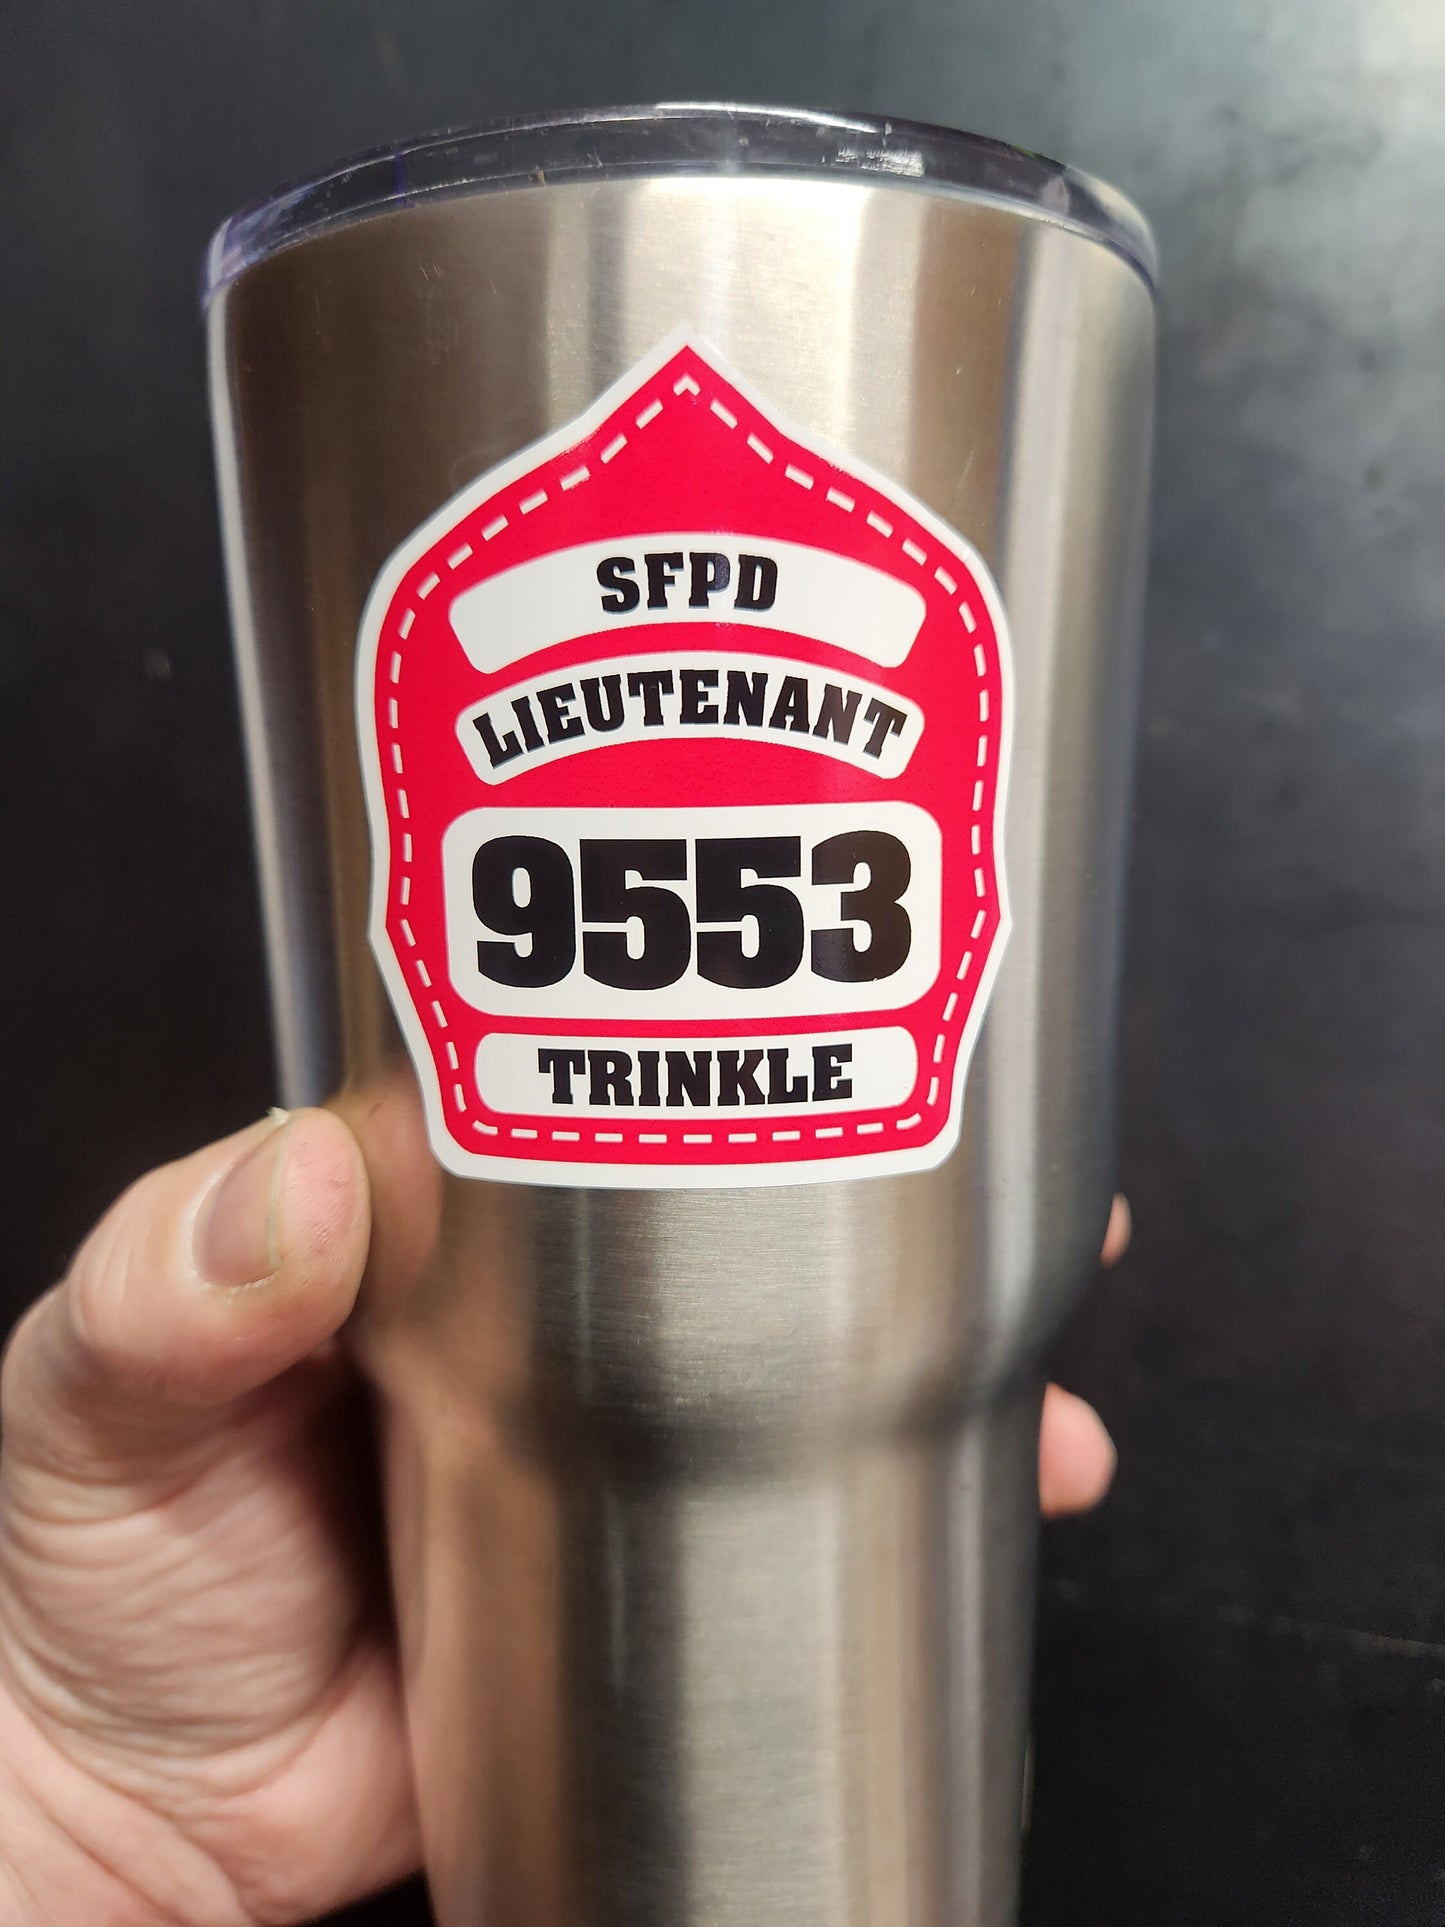 SFPD
LIEUTENANT
9553
TRINKLE